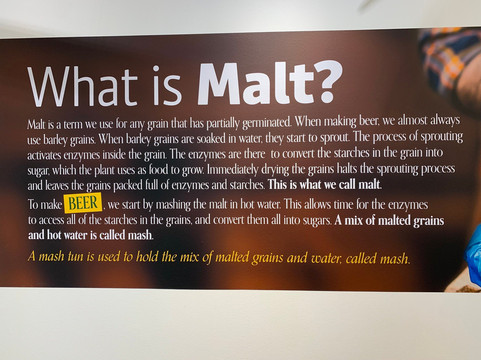 What is Malt?
Malt is a term we use for any grain that has partially germinated. When making beer, we almost always
use barley grains. When barley grains are soaked in water, they start to sprout. The process of sprouting
activates enzymes inside the grain. The enzymes are there to convert the starches in the grain into
sugar, which the plant uses as food to grow. Immediately drying the grains halts the sprouting process
and leaves the grains packed full of enzymes and starches. This is what we call malt.
To make BEER, we start by mashing the malt in hot water. This allows time for the enzymes
to access all of the starches in the grains, and convert them all into sugars. A mix of malted grains
and hot water is called mash.
A mash tun is used to hold the mix of malted grains and water, called mash.